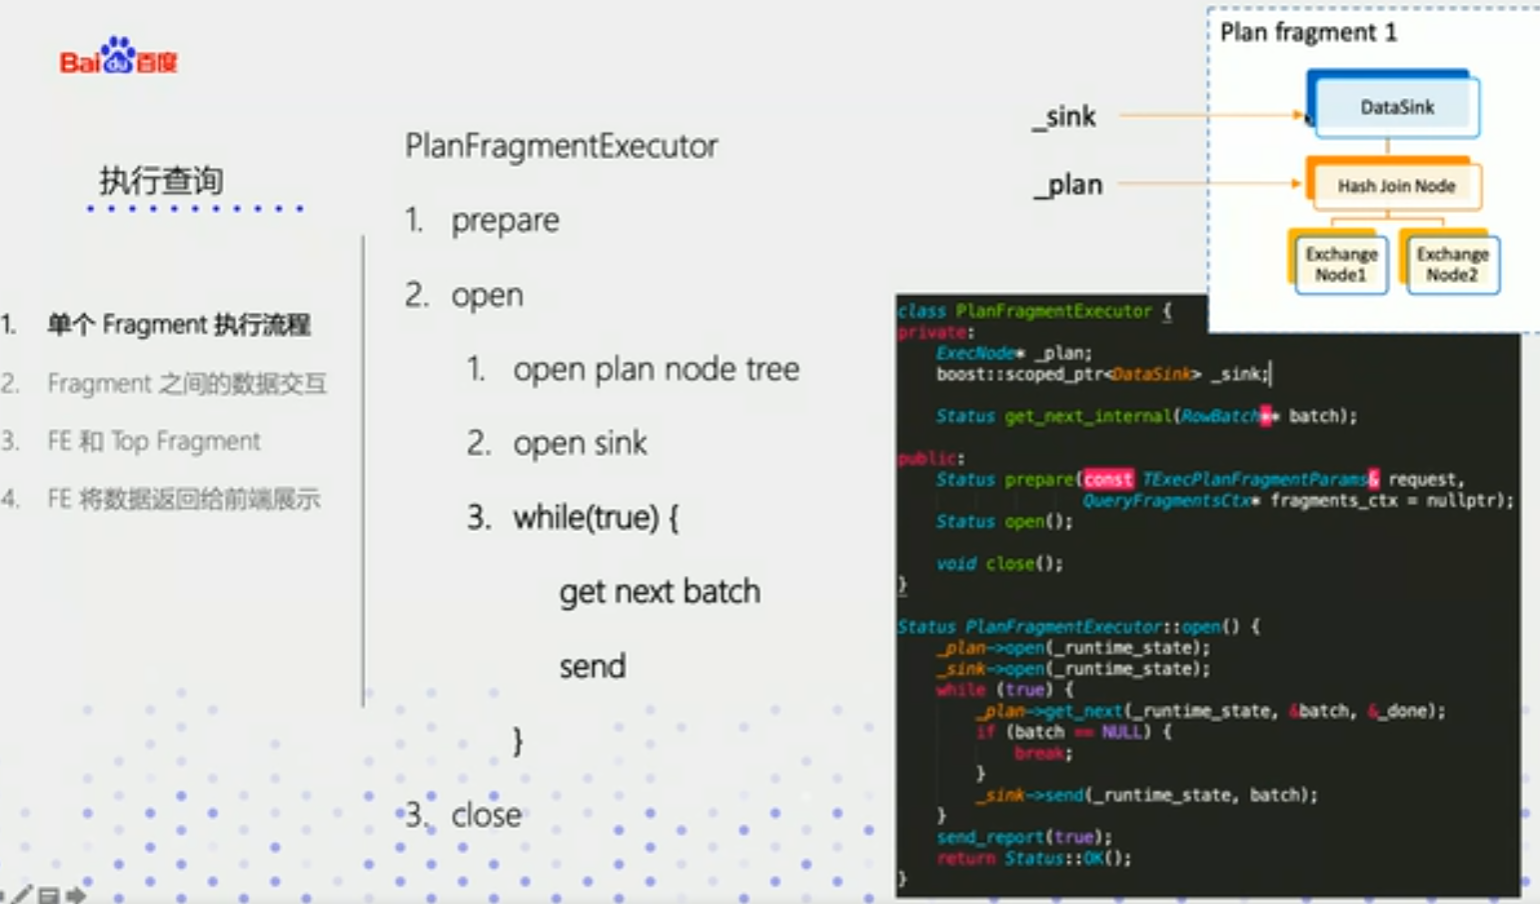 Bai du 百度
执行查询
1. 单个 Fragment 执行流程
2. Fragment 之间的数据交互
3. FE 和 Top Fragment
4. FE 将数据返回给前端展示
PlanFragmentExecutor
1. prepare
2. open
1. open plan node tree
2. open sink
3. while(true) {
get next batch
send
}
3. close
_sink
_plan
Plan fragment 1
DataSink
Hash Join Node
Exchange
Node1
Exchange
Node2
class PlanFragmentExecutor {
private:
ExecNode* _plan;
boost::scoped_ptr<DataSink> _sink;
Status get_next_internal(RowBatch** batch);
public:
Status prepare(const TExecPlanFragmentParams& request,
QueryFragmentsCtx* fragments_ctx = nullptr);
Status open();
void close();
}
Status PlanFragmentExecutor::open() {
_plan->open(_runtime_state);
_sink->open(_runtime_state);
while (true) {
_plan->get_next(_runtime_state, &batch, &_done);
if (batch == NULL) {
break;
}
_sink->send(_runtime_state, batch);
}
send_report(true);
return Status::OK();
}